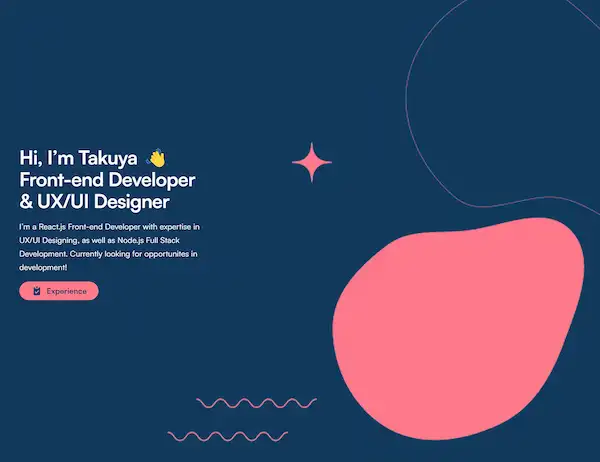 Hi, I’m Takuya 👋
Front-end Developer
& UX/UI Designer
I’m a React.js Front-end Developer with expertise in
UX/UI Designing, as well as Node.js Full Stack
Development. Currently looking for opportunites in
development!
Experience